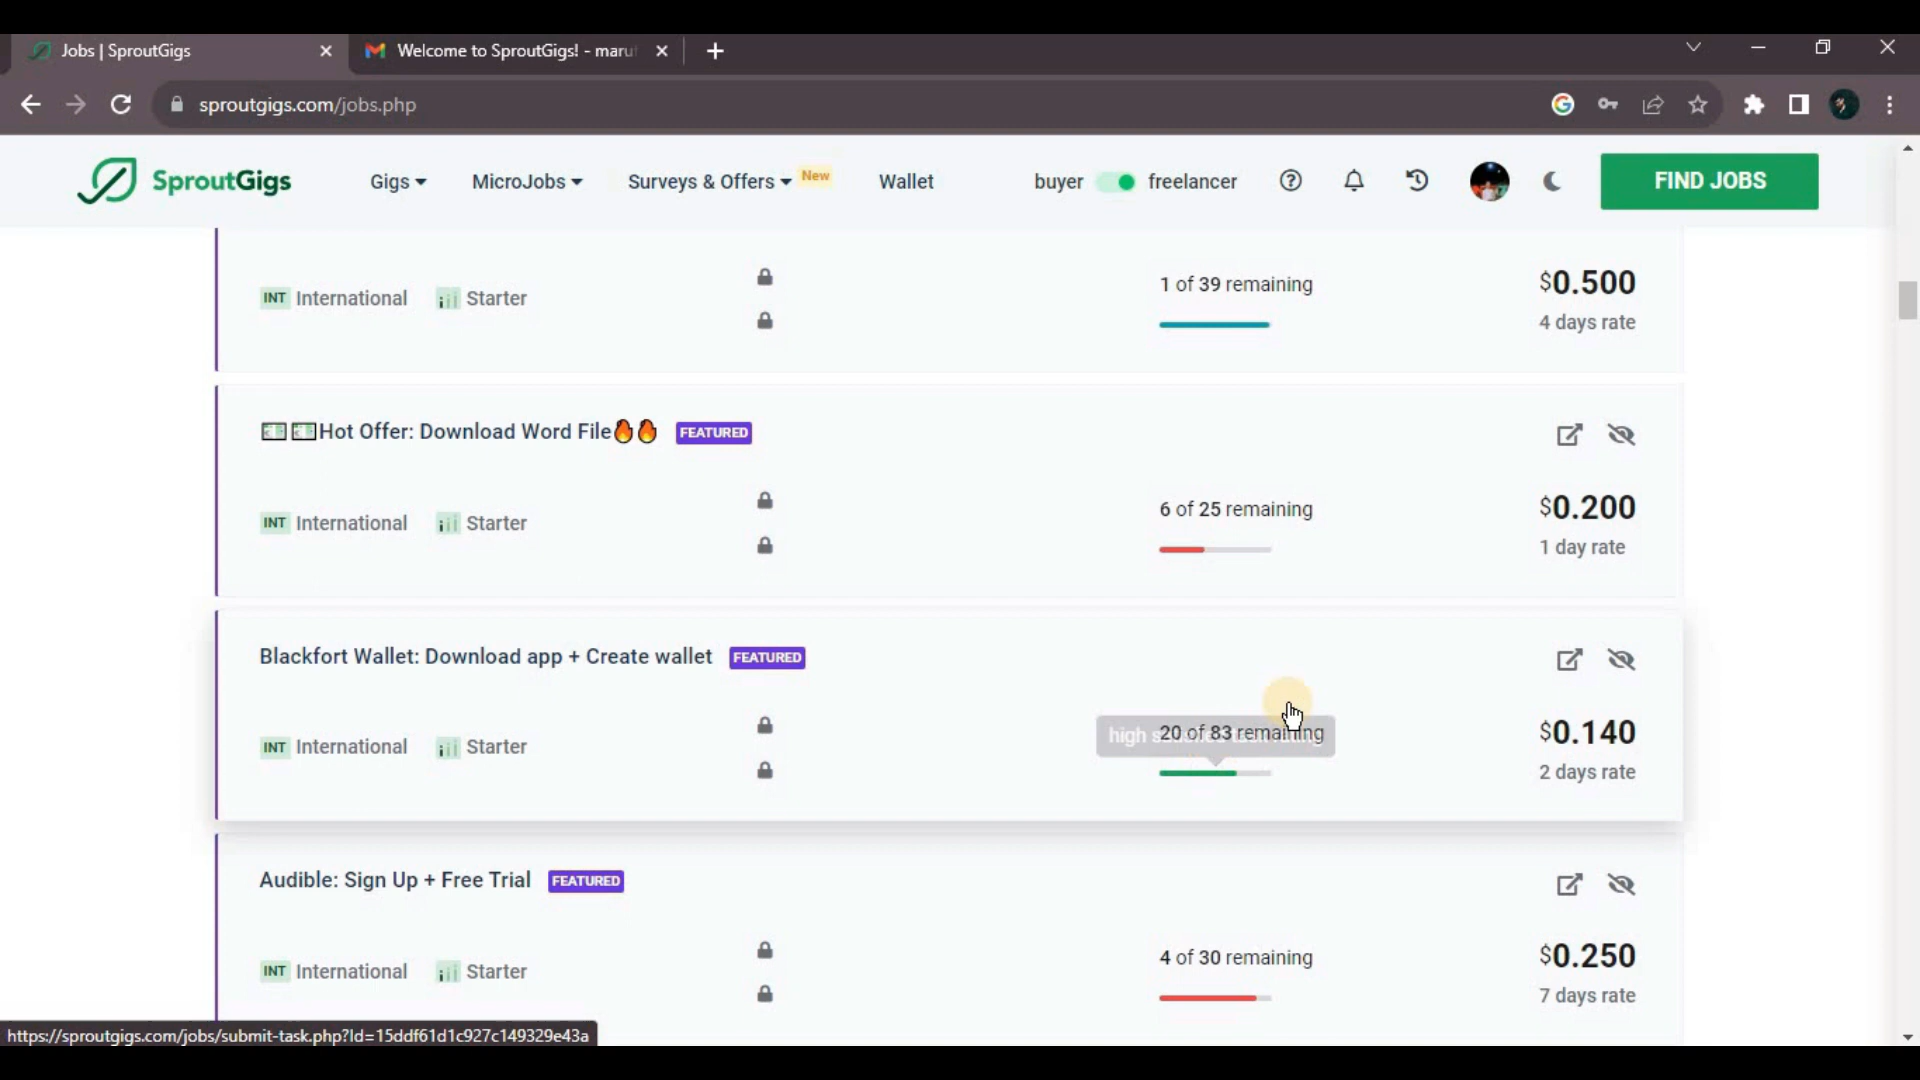 Jobs | SproutGigs
Welcome to SproutGigs! - maru
sproutgigs.com/jobs.php
SproutGigs
Gigs
MicroJobs
Surveys & Offers
New
Wallet
buyer
freelancer
FIND JOBS
INT International
Starter
1 of 39 remaining
$0.500
4 days rate
Hot Offer: Download Word File🔥🔥 FEATURED
INT International
Starter
6 of 25 remaining
$0.200
1 day rate
Blackfort Wallet: Download app + Create wallet FEATURED
INT International
Starter
high
20 of 83 remaining
$0.140
2 days rate
Audible: Sign Up + Free Trial FEATURED
INT International
Starter
4 of 30 remaining
$0.250
7 days rate
https://sproutgigs.com/jobs/submit-task.php?Id=15ddf61d1c927c149329e43a